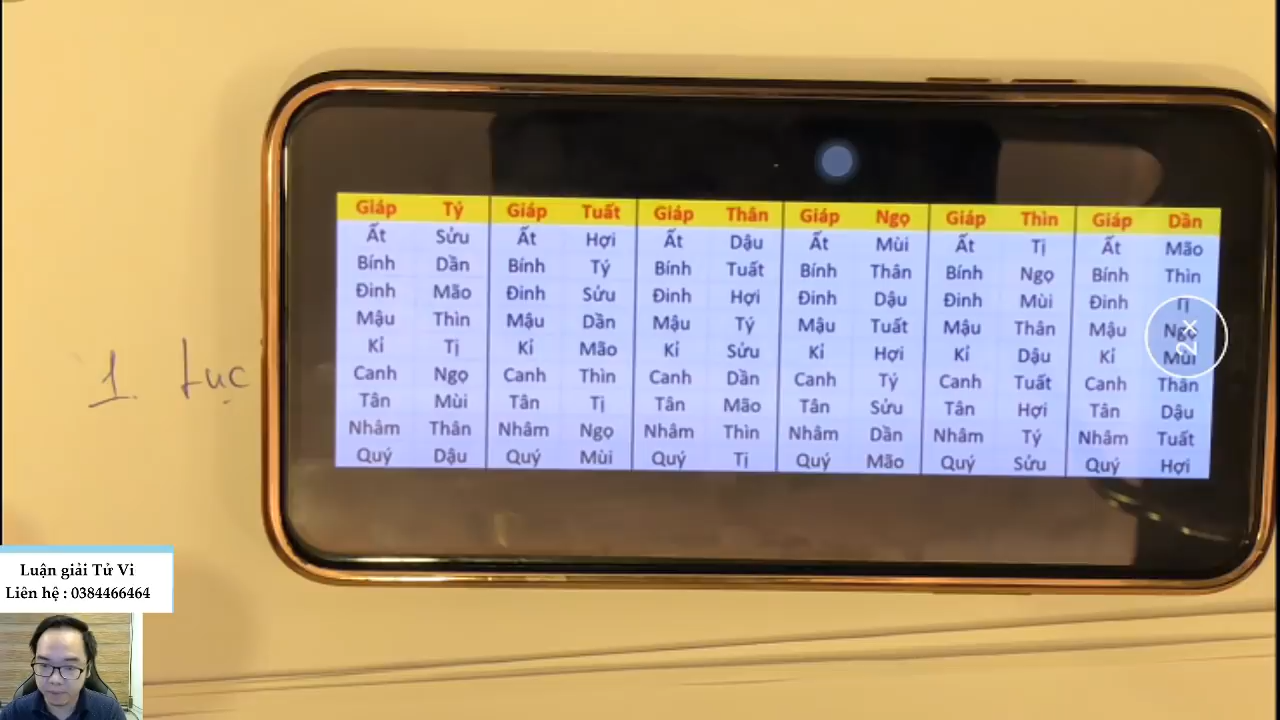 Giáp Tý Giáp Tuất Giáp Thân Giáp Ngọ Giáp Thìn Giáp Dần
Ất Sửu Ất Hợi Ất Dậu Ất Mùi Ất Tị Ất Mão
Bính Dần Bính Tý Bính Tuất Bính Thân Bính Ngọ Bính Thìn
Đinh Mão Đinh Sửu Đinh Hợi Đinh Dậu Đinh Mùi Đinh Tị
Mậu Thìn Mậu Dần Mậu Tý Mậu Tuất Mậu Thân Mậu Ngọ
Kỉ Tị Kỉ Mão Kỉ Sửu Kỉ Hợi Kỉ Dậu Kỉ Mùi
Canh Ngọ Canh Thìn Canh Dần Canh Tý Canh Tuất Canh Thân
Tân Mùi Tân Tị Tân Mão Tân Sửu Tân Hợi Tân Dậu
Nhâm Thân Nhâm Ngọ Nhâm Thìn Nhâm Dần Nhâm Tý Nhâm Tuất
Quý Dậu Quý Mùi Quý Tị Quý Mão Quý Sửu Quý Hợi
2×
1. Lục
Luận giải Tử Vi
Liên hệ : 0384466464